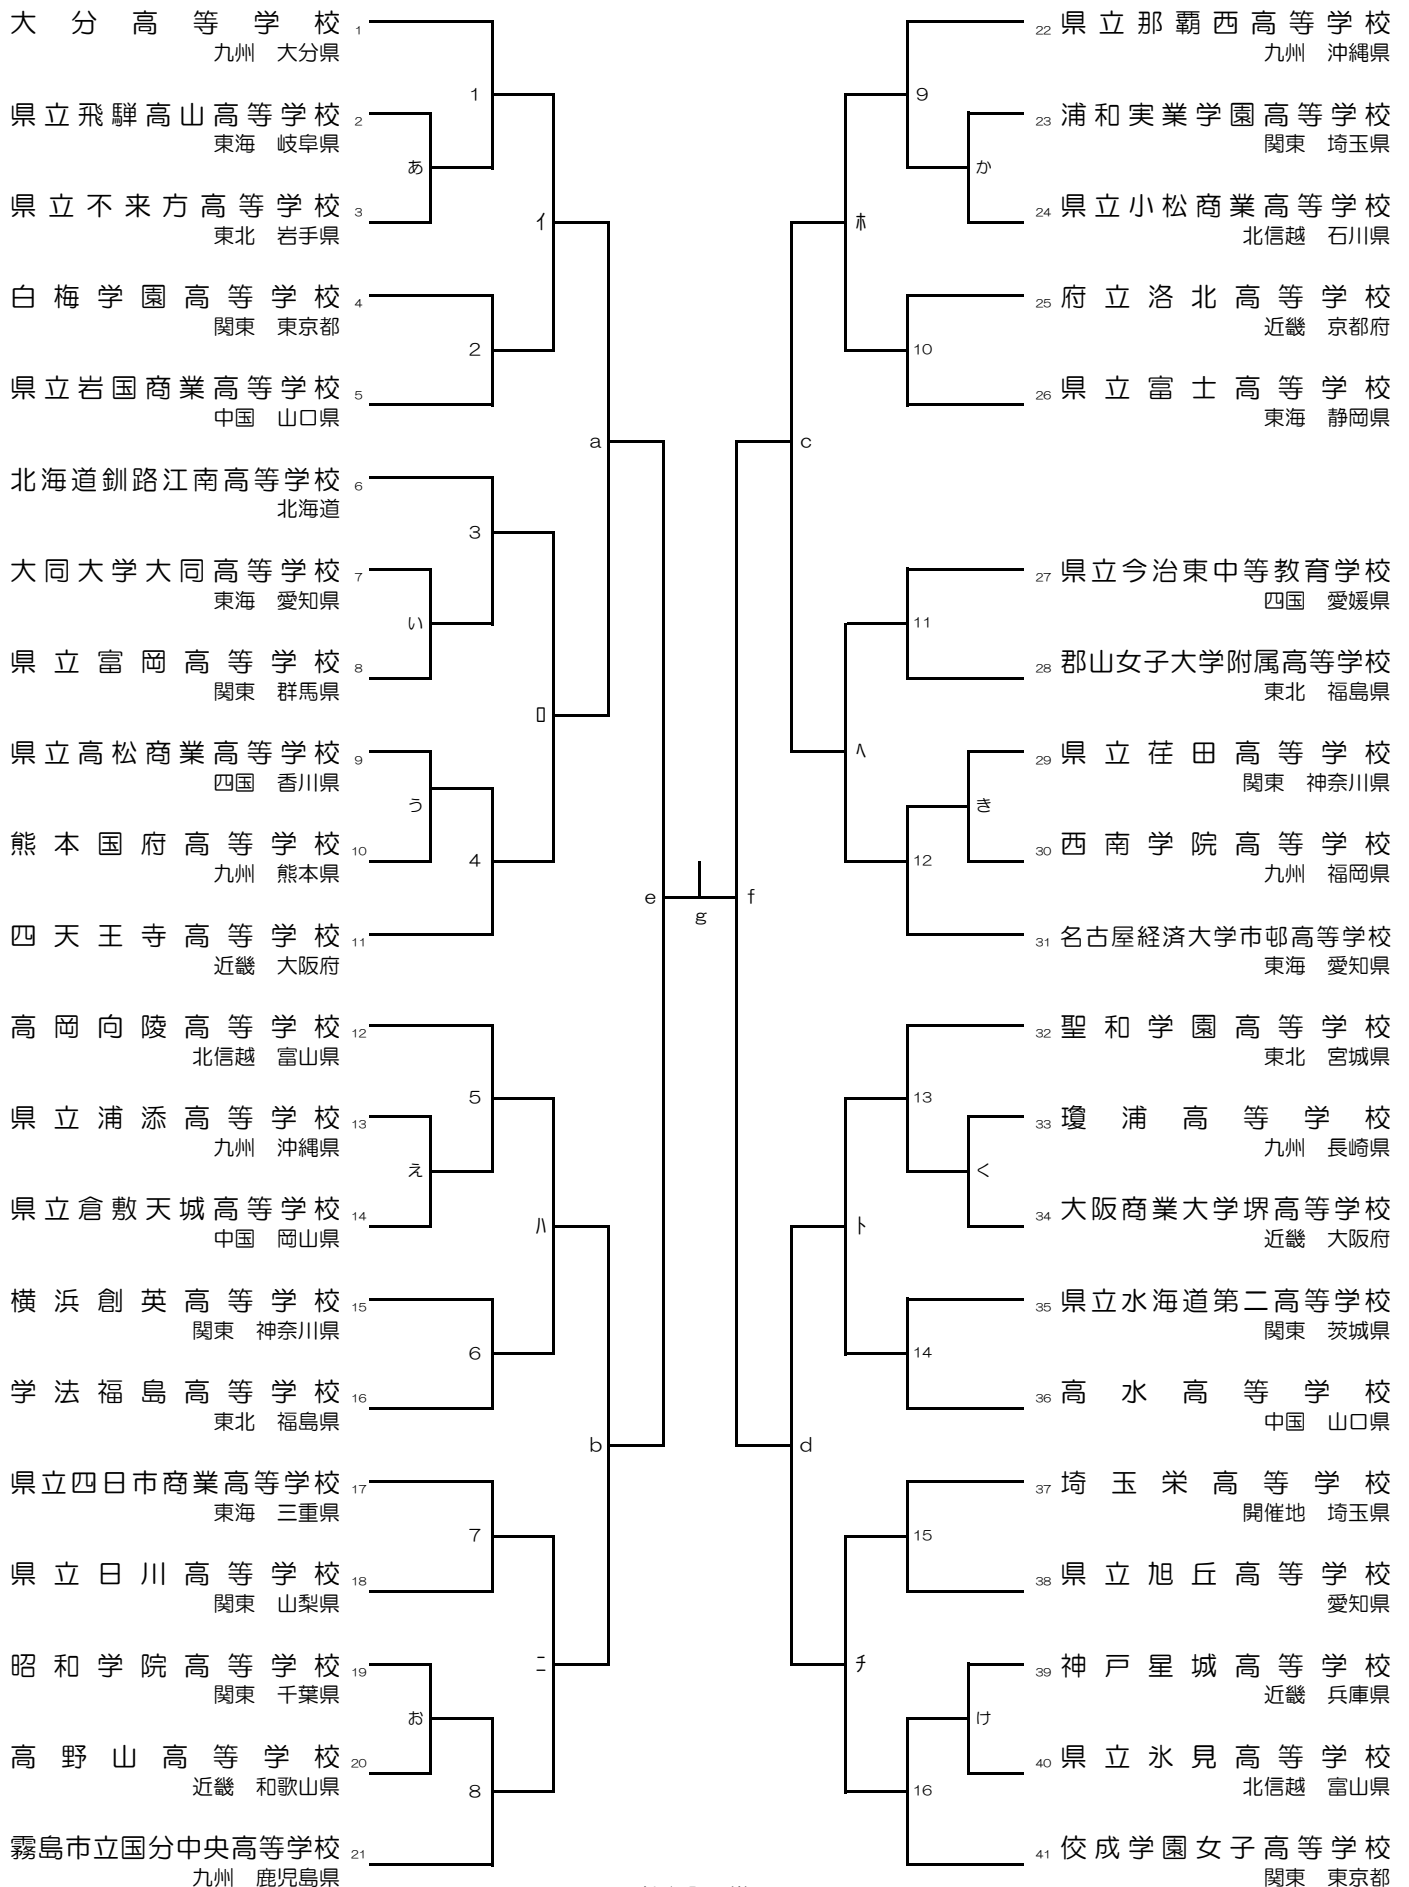 大分高等学校 1
九州 大分県
1
県立飛騨高山高等学校 2
東海 岐阜県
あ
県立不来方高等学校 3
東北 岩手県
イ
白梅学園高等学校 4
関東 東京都
2
県立岩国商業高等学校 5
中国 山口県
a
北海道釧路江南高等学校 6
北海道
3
大同大学大同高等学校 7
東海 愛知県
い
県立富岡高等学校 8
関東 群馬県
ロ
県立高松商業高等学校 9
四国 香川県
う
熊本国府高等学校 10
九州 熊本県
4
e
四天王寺高等学校 11
近畿 大阪府
高岡向陵高等学校 12
北信越 富山県
5
県立浦添高等学校 13
九州 沖縄県
え
県立倉敷天城高等学校 14
中国 岡山県
ハ
横浜創英高等学校 15
関東 神奈川県
6
学法福島高等学校 16
東北 福島県
b
県立四日市商業高等学校 17
東海 三重県
7
県立日川高等学校 18
関東 山梨県
昭和学院高等学校 19
関東 千葉県
ニ
お
高野山高等学校 20
近畿 和歌山県
8
霧島市立国分中央高等学校 21
九州 鹿児島県
g
22 県立那覇西高等学校
九州 沖縄県
9
23 浦和実業学園高等学校
関東 埼玉県
か
24 県立小松商業高等学校
北信越 石川県
ホ
25 府立洛北高等学校
近畿 京都府
10
26 県立富士高等学校
東海 静岡県
c
27 県立今治東中等教育学校
四国 愛媛県
11
28 郡山女子大学附属高等学校
東北 福島県
ヘ
29 県立荏田高等学校
関東 神奈川県
き
30 西南学院高等学校
九州 福岡県
12
f
31 名古屋経済大学市邨高等学校
東海 愛知県
32 聖和学園高等学校
東北 宮城県
13
33 瓊浦高等学校
九州 長崎県
く
34 大阪商業大学堺高等学校
近畿 大阪府
ト
35 県立水海道第二高等学校
関東 茨城県
14
36 高水高等学校
中国 山口県
d
37 埼玉栄高等学校
開催地 埼玉県
15
38 県立旭丘高等学校
愛知県
39 神戸星城高等学校
近畿 兵庫県
チ
け
40 県立氷見高等学校
北信越 富山県
16
41 佼成学園女子高等学校
関東 東京都